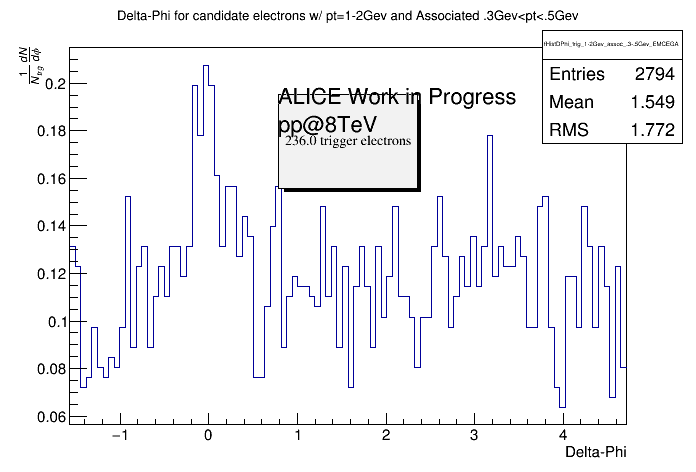 Delta-Phi for candidate electrons w/ pt=1-2Gev and Associated .3Gev<pt<.5Gev
fHistDPhi_trig_1-2Gev_assoc_.3-.5Gev_EMCEGA
Entries 2794
Mean 1.549
RMS 1.772
1/N_trig dN/dϕ
ALICE Work in Progress
pp@8TeV
236.0 trigger electrons
0.2
0.18
0.16
0.14
0.12
0.1
0.08
0.06
−1 0 1 2 3 4
Delta-Phi